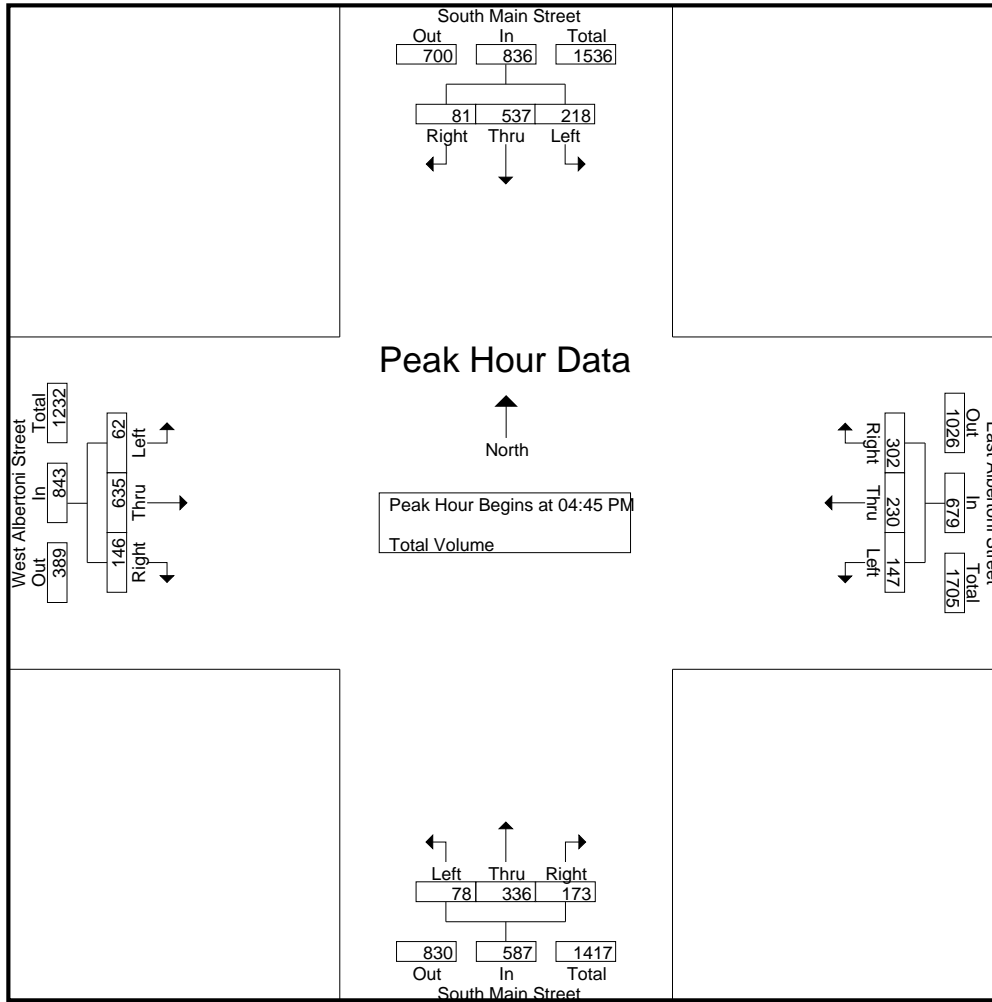 South Main Street
Out In Total
700 836 1536
81 537 218
Right Thru Left
Peak Hour Data
North
Peak Hour Begins at 04:45 PM
Total Volume
West Albertoni Street
Out In Total
389 843 1232
146 635 62
Right Thru Left
East Albertoni Street
Out In Total
1026 679 1705
302 230 147
Right Thru Left
Left Thru Right
78 336 173
830 587 1417
Out In Total
South Main Street